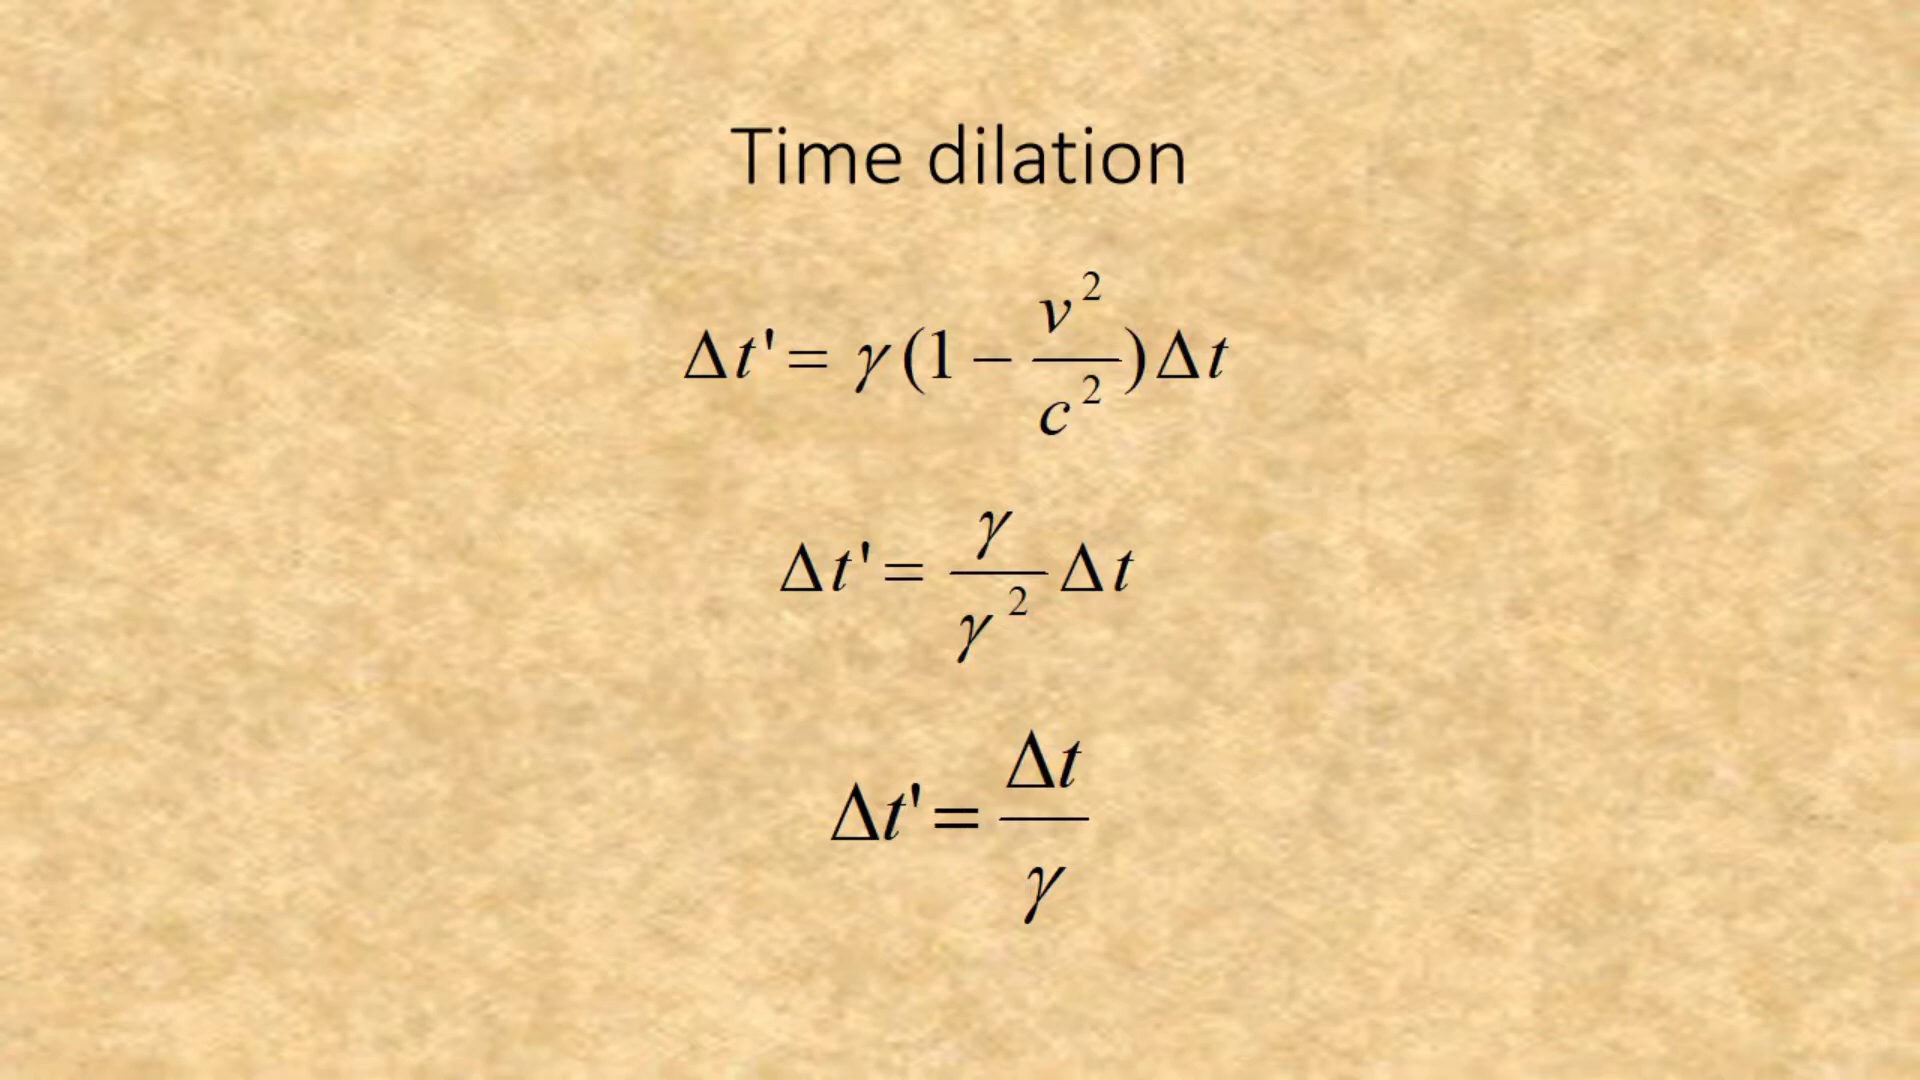 Time dilation
Δt'= γ(1 − v²/c²)Δt
Δt'= γ/γ² Δt
Δt'= Δt/γ